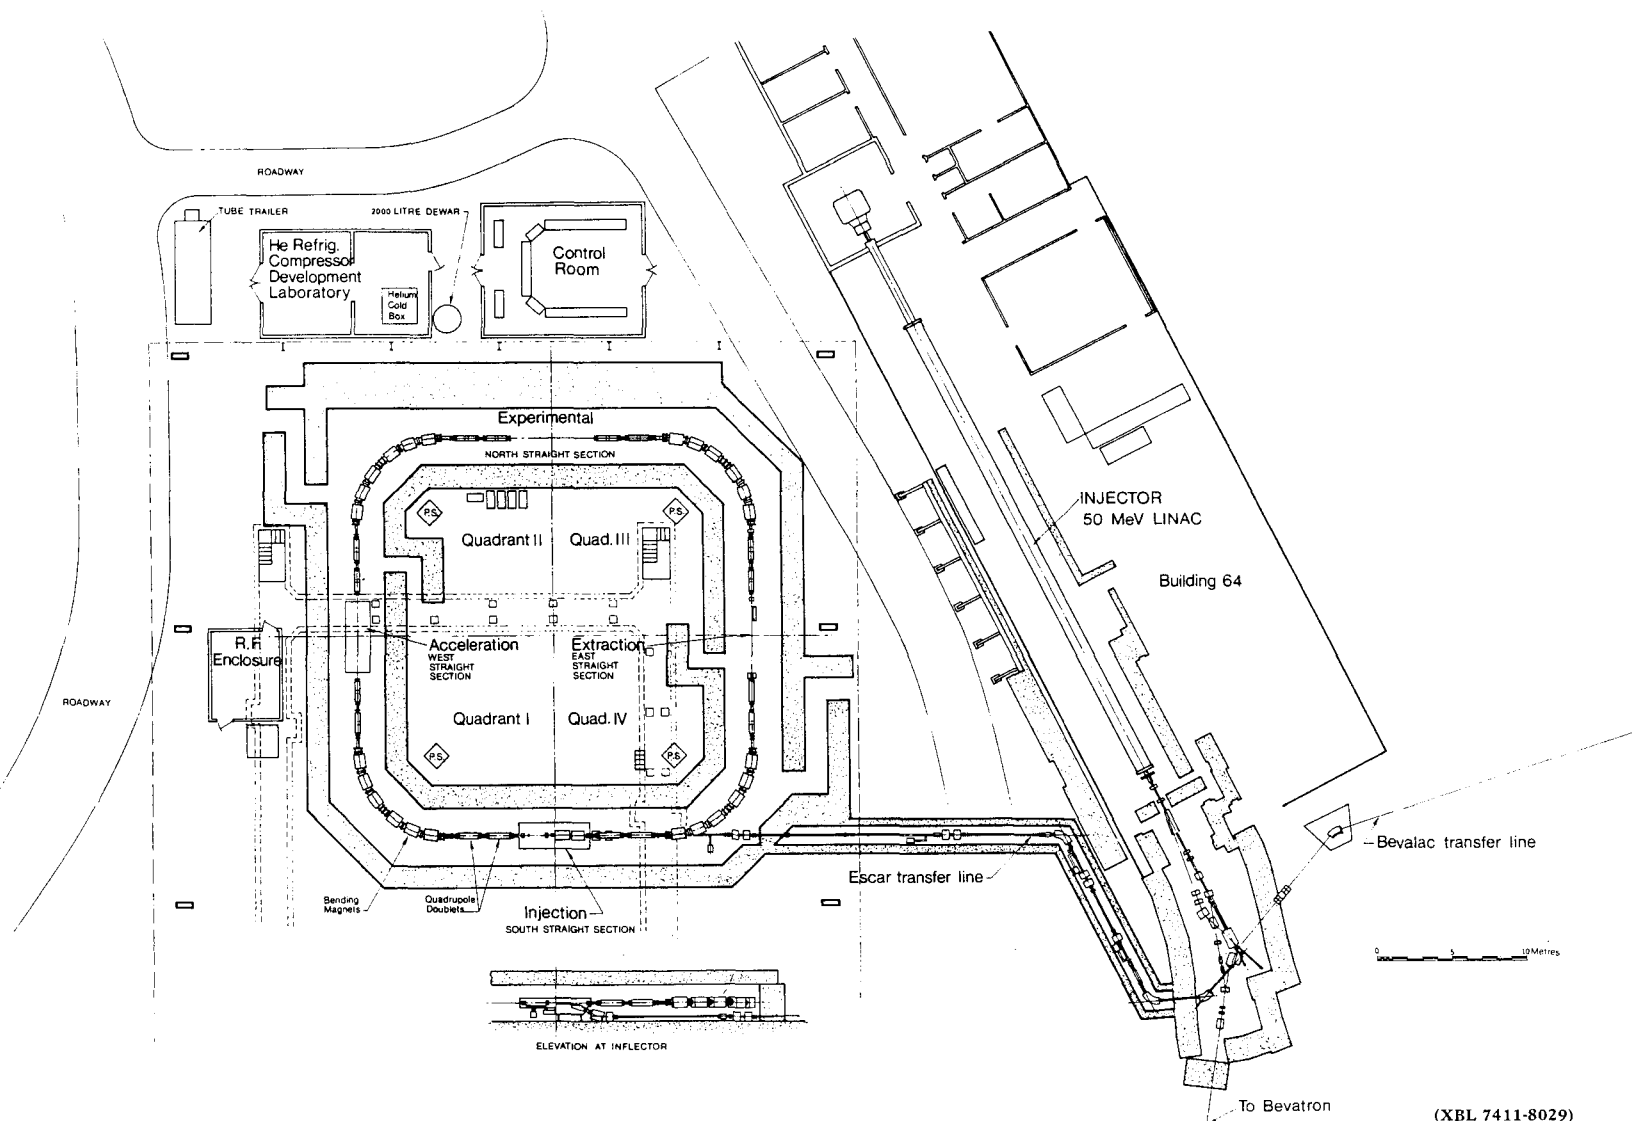 ROADWAY
TUBE TRAILER
2000 LITRE DEWAR
He Refrig.
Compressor
Development
Laboratory
Helium
Cold
Box
Control
Room
Experimental
NORTH STRAIGHT SECTION
P.S.
P.S.
Quadrant II
Quad. III
INJECTOR
50 MeV LINAC
Building 64
R.F.
Enclosure
Acceleration
WEST
STRAIGHT
SECTION
Extraction
EAST
STRAIGHT
SECTION
ROADWAY
Quadrant I
Quad. IV
P.S.
P.S.
Bevalac transfer line
Escar transfer line
Bending
Magnets
Quadrupole
Doublets
Injection
SOUTH STRAIGHT SECTION
0 5 10 Metres
ELEVATION AT INFLECTOR
To Bevatron
(XBL 7411-8029)